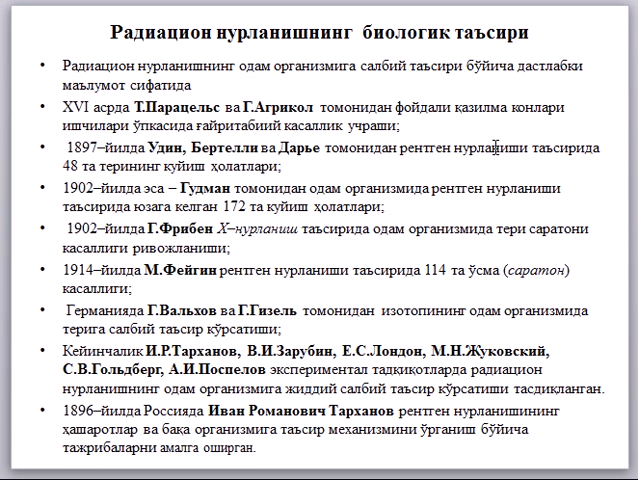 Радиацион нурланишнинг биологик таъсири
• Радиацион нурланишнинг одам организмига салбий таъсири бўйича дастлабки
маълумот сифатида
• XVI асрда Т.Парацельс ва Г.Агрикол томонидан фойдали қазилма конлари
ишчилари ўпкасида ғайритабиий касаллик учраши;
• 1897–йилда Удин, Бертелли ва Дарье томонидан рентген нурланиши таъсирида
48 та терининг куйиш ҳолатлари;
• 1902–йилда эса – Гудман томонидан одам организмида рентген нурланиши
таъсирида юзага келган 172 та куйиш ҳолатлари;
• 1902–йилда Г.Фрибен Х–нурланиш таъсирида одам организмида тери саратони
касаллиги ривожланиши;
• 1914–йилда М.Фейгин рентген нурланиши таъсирида 114 та ўсма (саратон)
касаллиги;
• Германияда Г.Вальхов ва Г.Гизель томонидан изотопининг одам организмида
терига салбий таъсир кўрсатиши;
• Кейинчалик И.Р.Тарханов, В.И.Зарубин, Е.С.Лондон, М.Н.Жуковский,
С.В.Гольдберг, А.И.Поспелов экспериментал тадқиқотларда радиацион
нурланишнинг одам организмига жиддий салбий таъсир кўрсатиши тасдиқланган.
• 1896–йилда Россияда Иван Романович Тарханов рентген нурланишининг
ҳашаротлар ва бақа организмига таъсир механизмини ўрганиш бўйича
тажрибаларни амалга оширган.